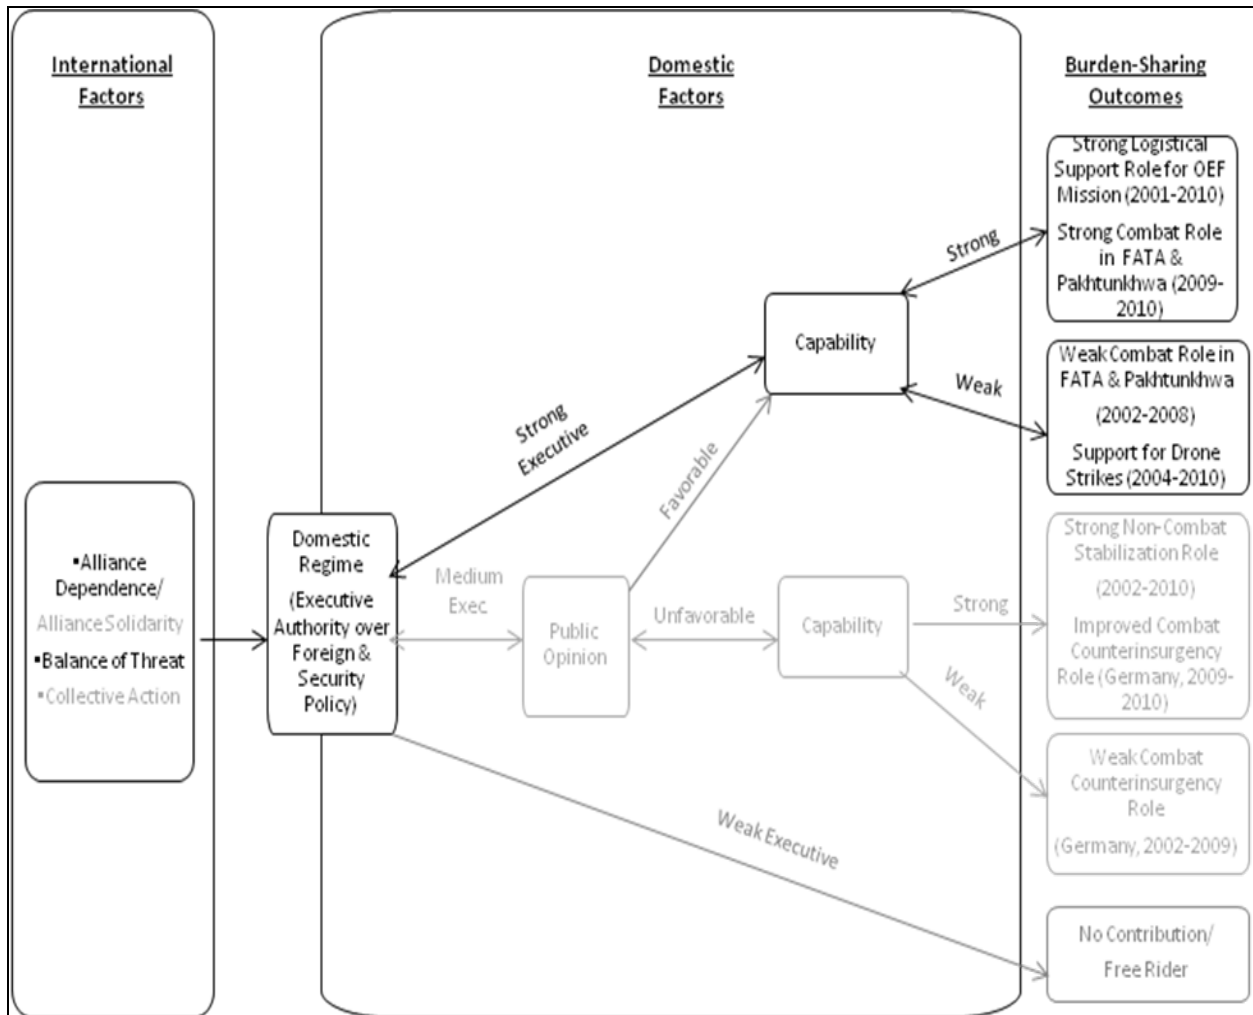 International
Factors
▪Alliance
Dependence/
Alliance Solidarity
▪Balance of Threat
▪Collective Action
Domestic
Factors
Domestic
Regime
(Executive
Authority over
Foreign &
Security
Policy)
Strong
Executive
Medium
Exec.
Weak Executive
Public
Opinion
Favorable
Unfavorable
Capability
Strong
Weak
Capability
Strong
Weak
Burden-Sharing
Outcomes
Strong Logistical
Support Role for OEF
Mission (2001-2010)
Strong Combat Role
in FATA &
Pakhtunkhwa (2009-
2010)
Weak Combat Role in
FATA & Pakhtunkhwa
(2002-2008)
Support for Drone
Strikes (2004-2010)
Strong Non-Combat
Stabilization Role
(2002-2010)
Improved Combat
Counterinsurgency
Role (Germany, 2009-
2010)
Weak Combat
Counterinsurgency
Role
(Germany, 2002-2009)
No Contribution/
Free Rider